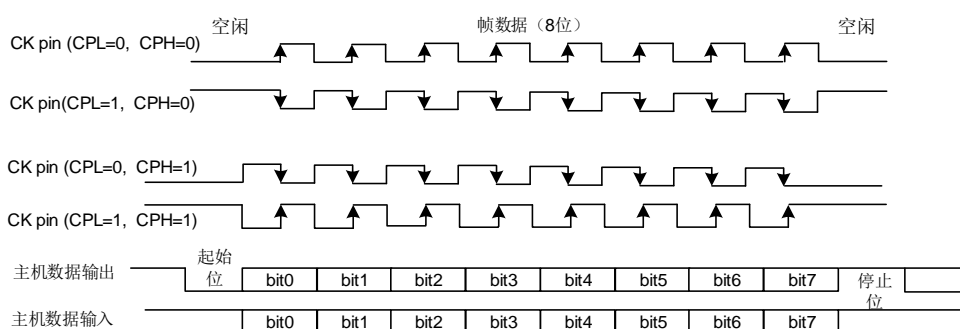 空闲 帧数据（8位） 空闲
CK pin (CPL=0, CPH=0)
CK pin(CPL=1, CPH=0)
CK pin (CPL=0, CPH=1)
CK pin (CPL=1, CPH=1)
起始
主机数据输出 位 bit0 bit1 bit2 bit3 bit4 bit5 bit6 bit7 停止
位
主机数据输入 bit0 bit1 bit2 bit3 bit4 bit5 bit6 bit7